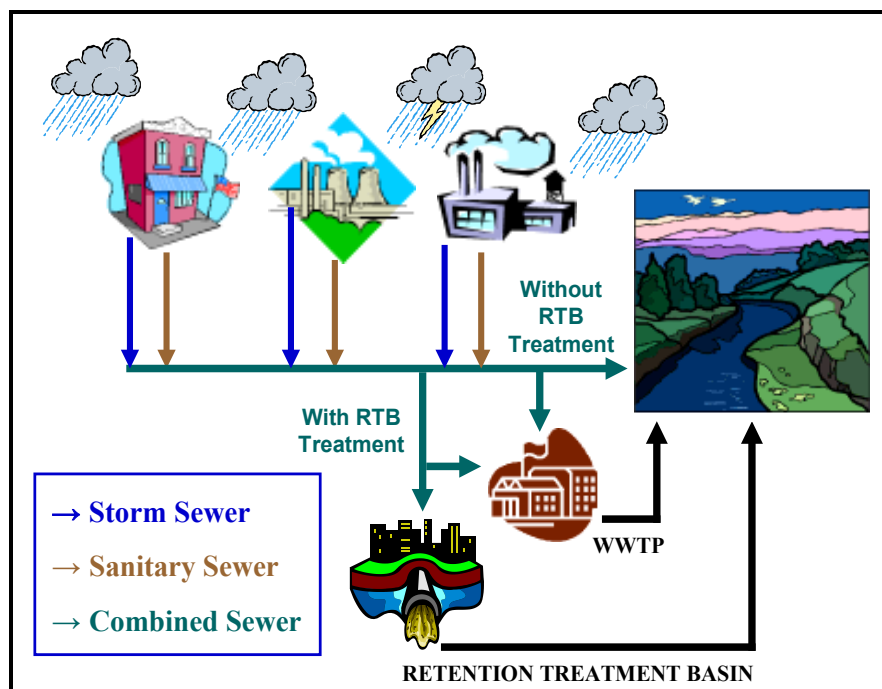 Without
RTB
Treatment
With RTB
Treatment
→ Storm Sewer
→ Sanitary Sewer
→ Combined Sewer
WWTP
RETENTION TREATMENT BASIN